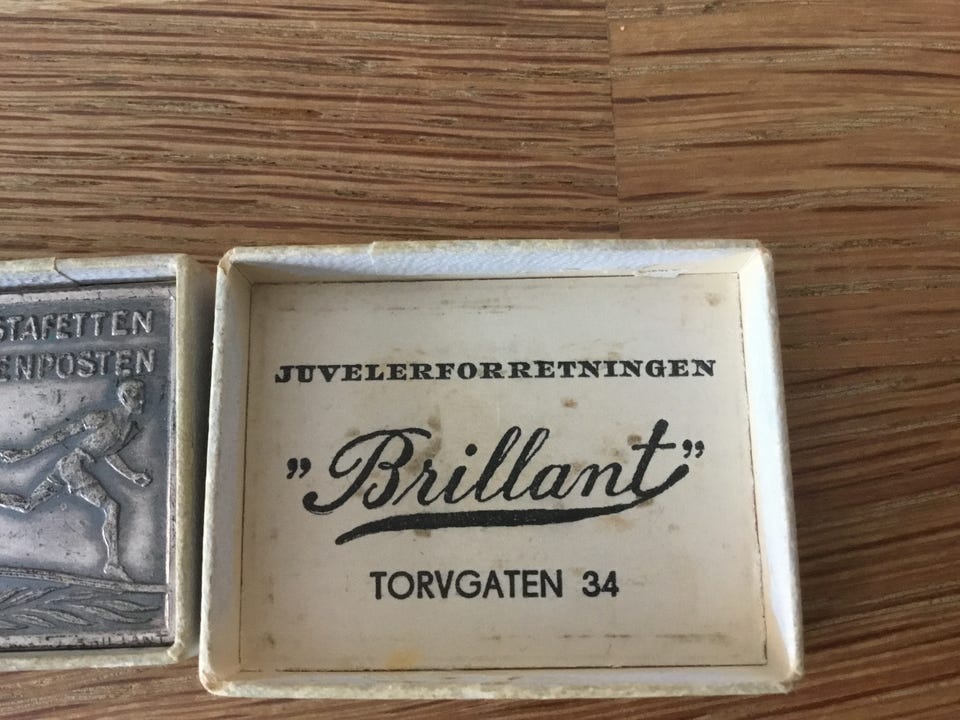 STAFETTEN
ENPOSTEN
JUVELERFORRETNINGEN
”Brillant”
TORVGATEN 34